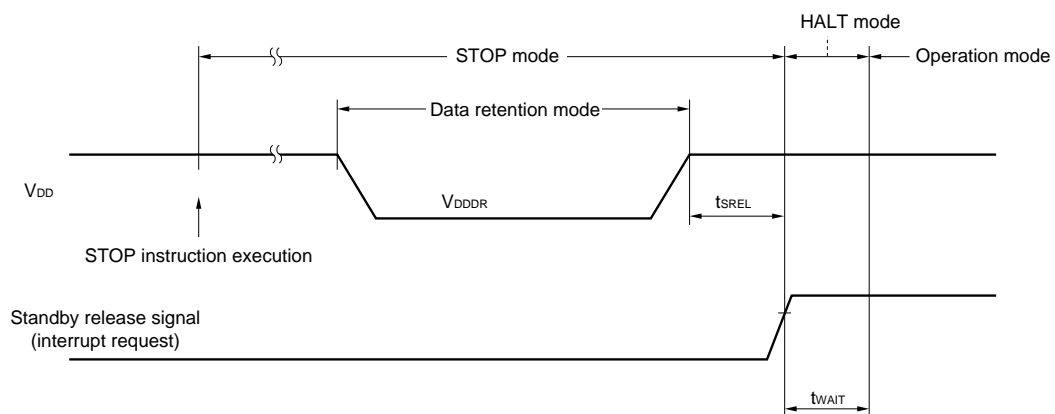 HALT mode
STOP mode
Operation mode
Data retention mode
VDD
VDDDR
tSREL
STOP instruction execution
Standby release signal
(interrupt request)
tWAIT